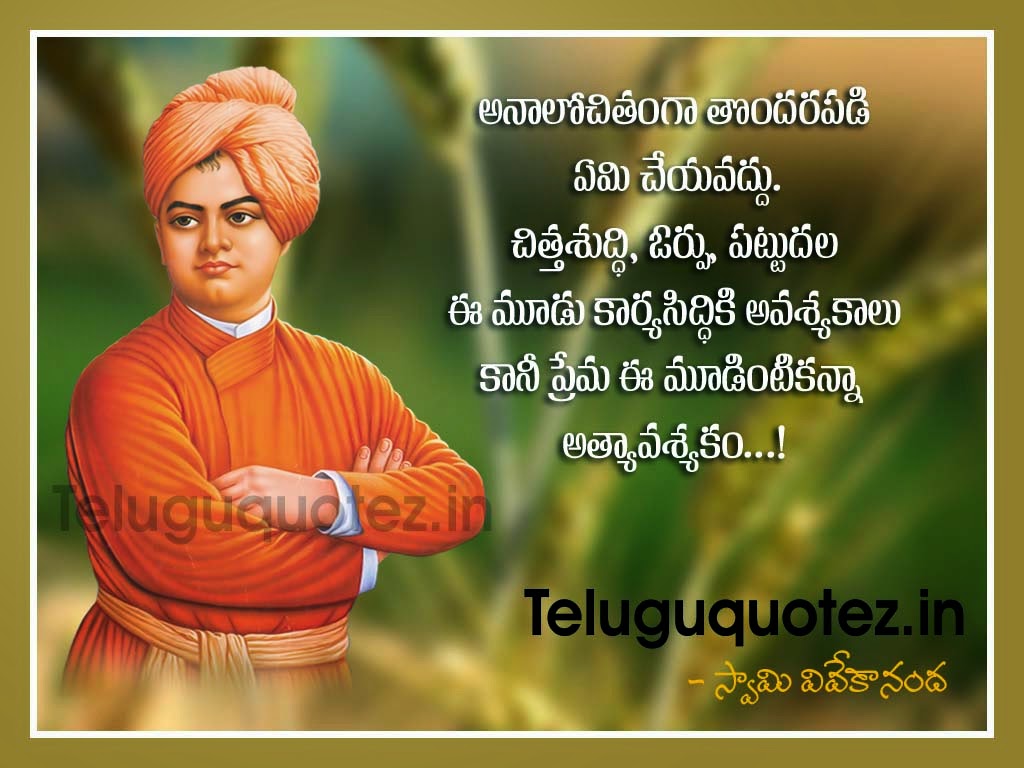 అనాలోచితంగా తొందరపడి
ఏమి చేయవద్దు.
చిత్తశుద్ధి, ఓర్పు, పట్టుదల
ఈ మూడు కార్యసిద్ధికి అవశ్యకాలు
కానీ ప్రేమ ఈ మూడింటికన్నా
అత్యావశ్యకం...!
Teluguquotez.in
Teluguquotez.in
- స్వామి వివేకానంద